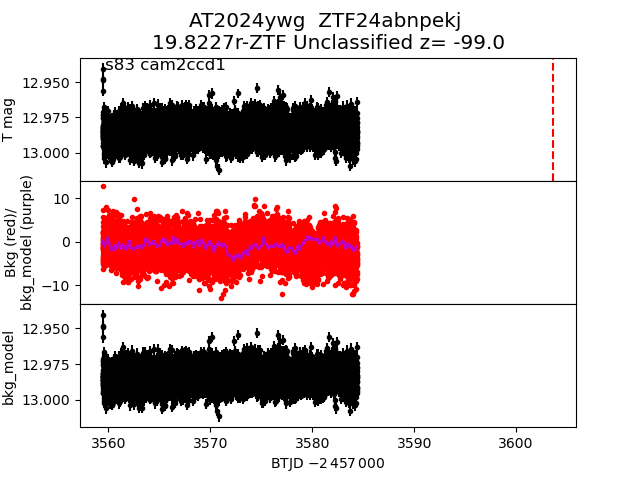 AT2024ywg  ZTF24abnpekj
19.8227r-ZTF Unclassified z= -99.0
s83 cam2ccd1
12.950
12.975
13.000
T mag
10
0
−10
Bkg (red)/
bkg_model (purple)
12.950
12.975
13.000
bkg_model
3560 3570 3580 3590 3600
BTJD −2 457 000